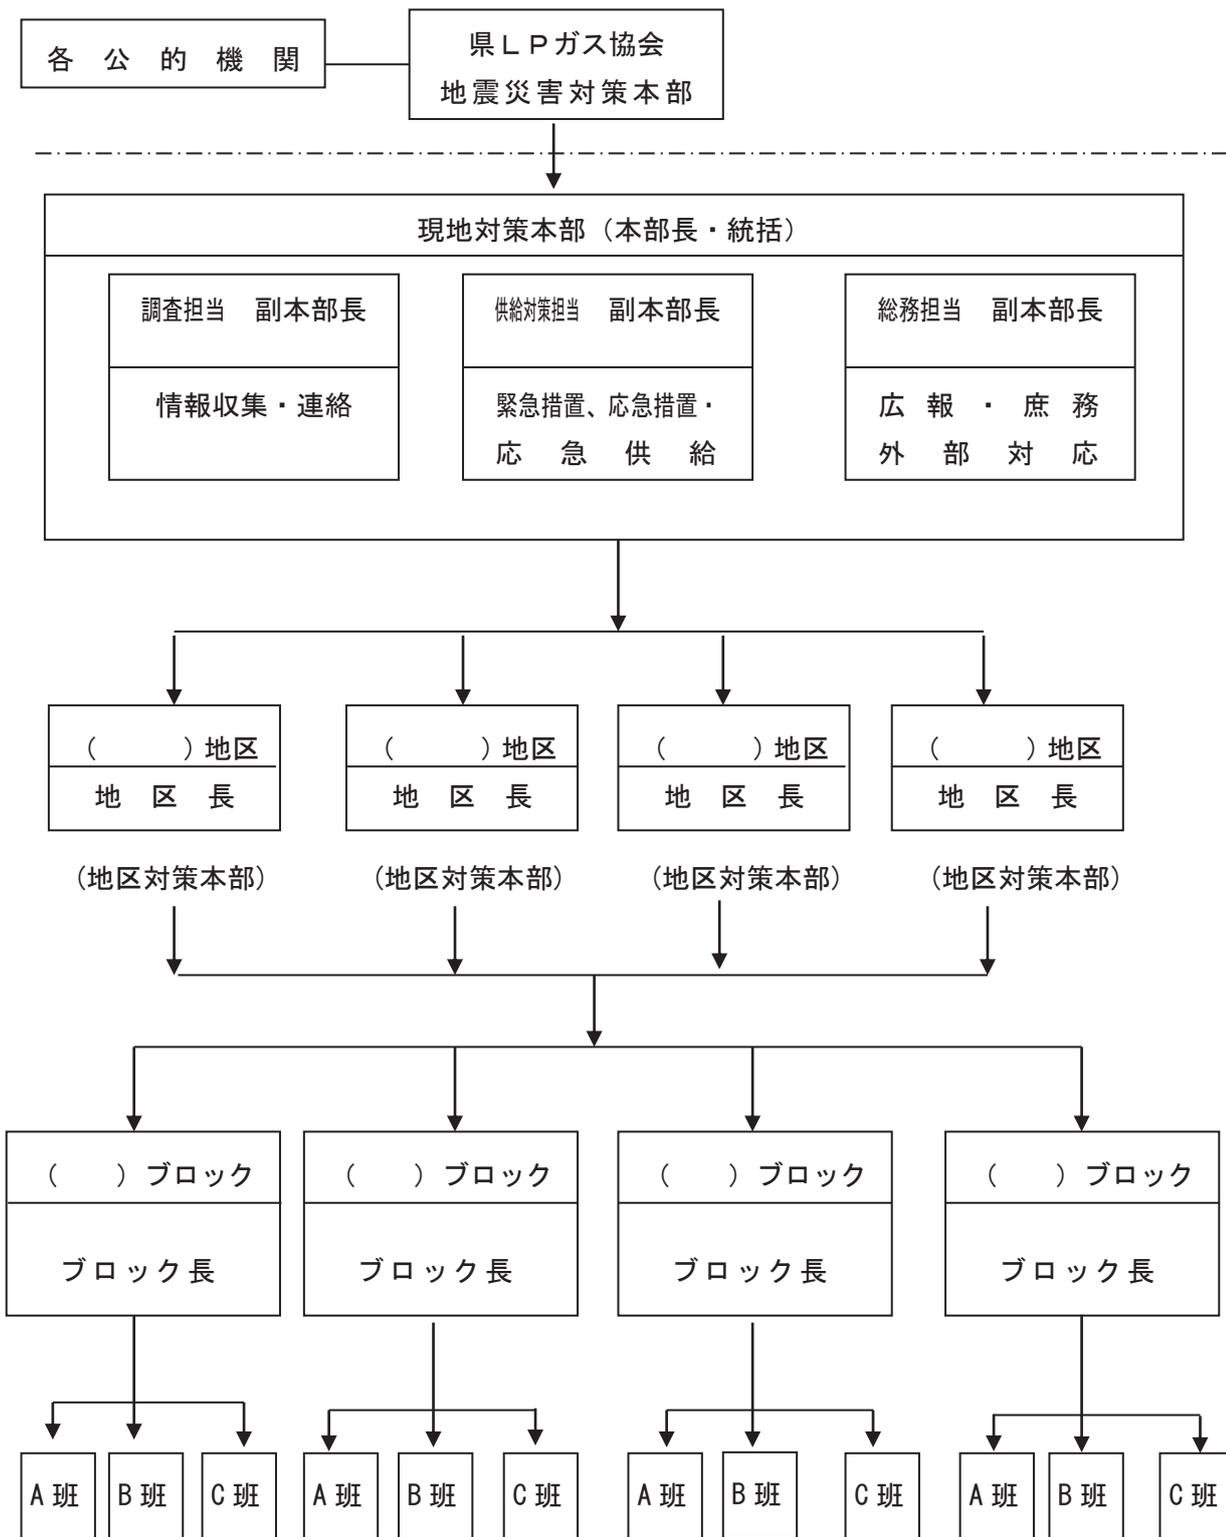 各公的機関
県ＬＰガス協会
地震災害対策本部
現地対策本部（本部長・統括）
調査担当　副本部長
情報収集・連絡
供給対策担当　副本部長
緊急措置、応急措置・
応急供給
総務担当　副本部長
広報・庶務
外部対応
（　　　）地区
地区長
（　　　）地区
地区長
（　　　）地区
地区長
（　　　）地区
地区長
（地区対策本部）
（地区対策本部）
（地区対策本部）
（地区対策本部）
（　　）ブロック
ブロック長
（　　）ブロック
ブロック長
（　　）ブロック
ブロック長
（　　）ブロック
ブロック長
A班
B班
C班
A班
B班
C班
A班
B班
C班
A班
B班
C班